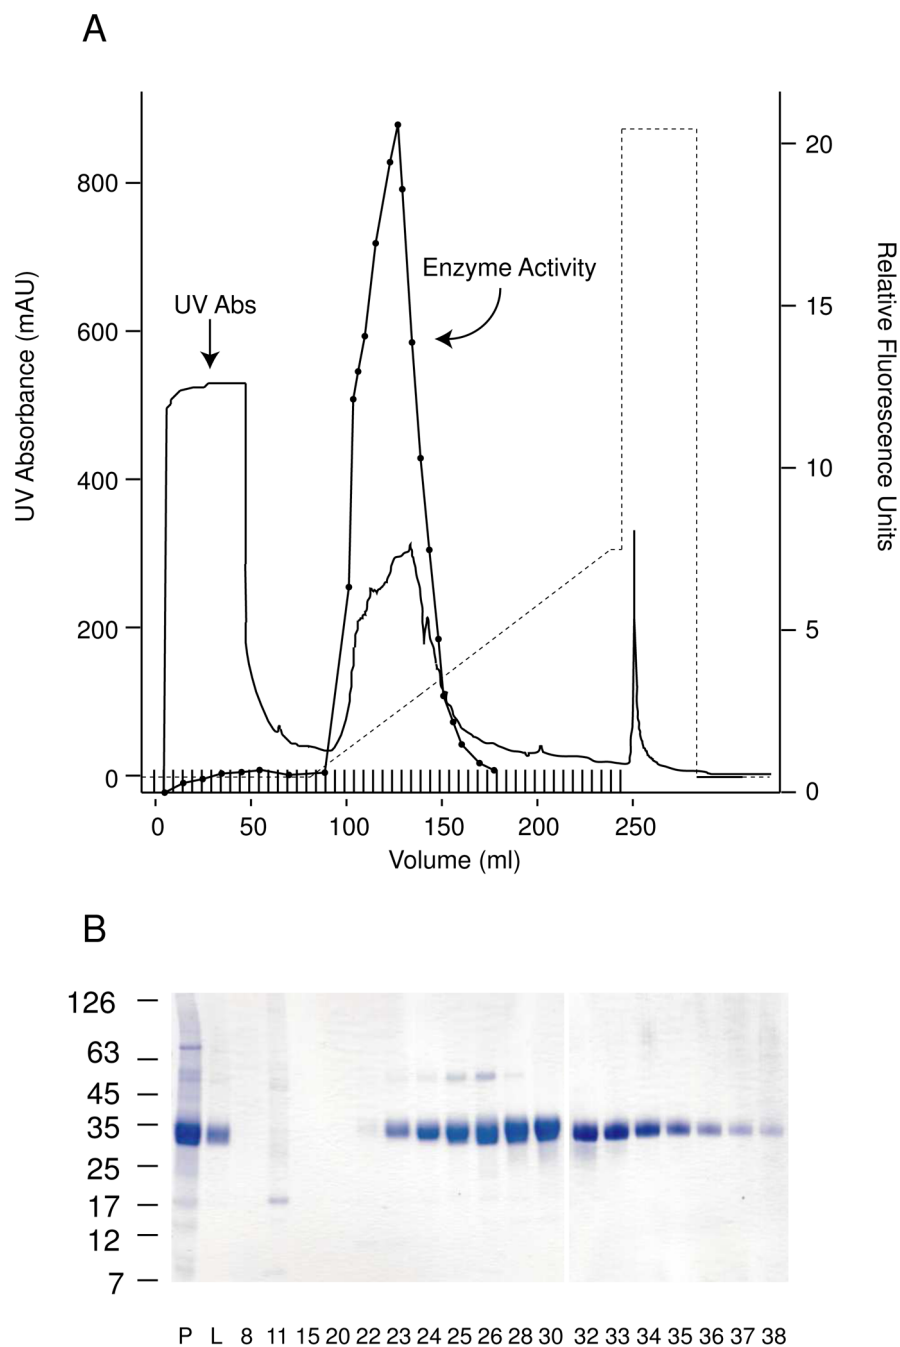 A
800
600
400
200
0
UV Absorbance (mAU)
UV Abs
Enzyme Activity
20
15
10
5
0
Relative Fluorescence Units
0 50 100 150 200 250
Volume (ml)
B
126
63
45
35
25
17
12
7
P L 8 11 15 20 22 23 24 25 26 28 30 32 33 34 35 36 37 38